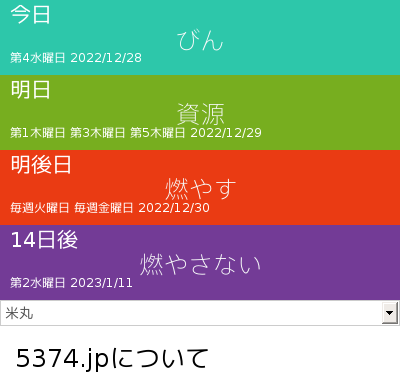 今日
びん
第4水曜日 2022/12/28
明日
資源
第1木曜日 第3木曜日 第5木曜日 2022/12/29
明後日
燃やす
毎週火曜日 毎週金曜日 2022/12/30
14日後
燃やさない
第2水曜日 2023/1/11
米丸
5374.jpについて